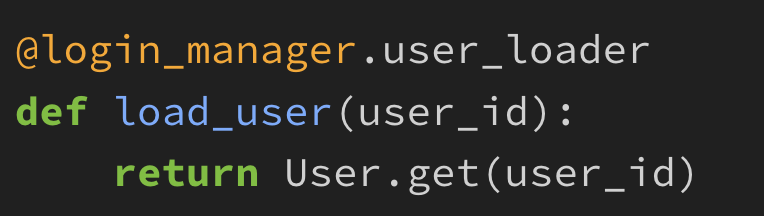 @login_manager.user_loader
def load_user(user_id):
    return User.get(user_id)